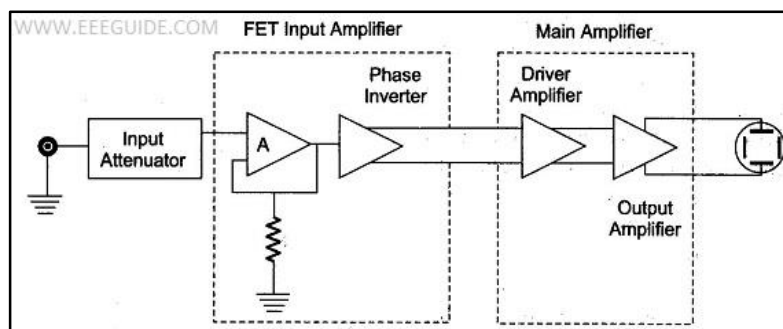 WWW.EEEGUIDE.COM
FET Input Amplifier
Main Amplifier
Phase
Inverter
Driver
Amplifier
Input
Attenuator
A
Output
Amplifier